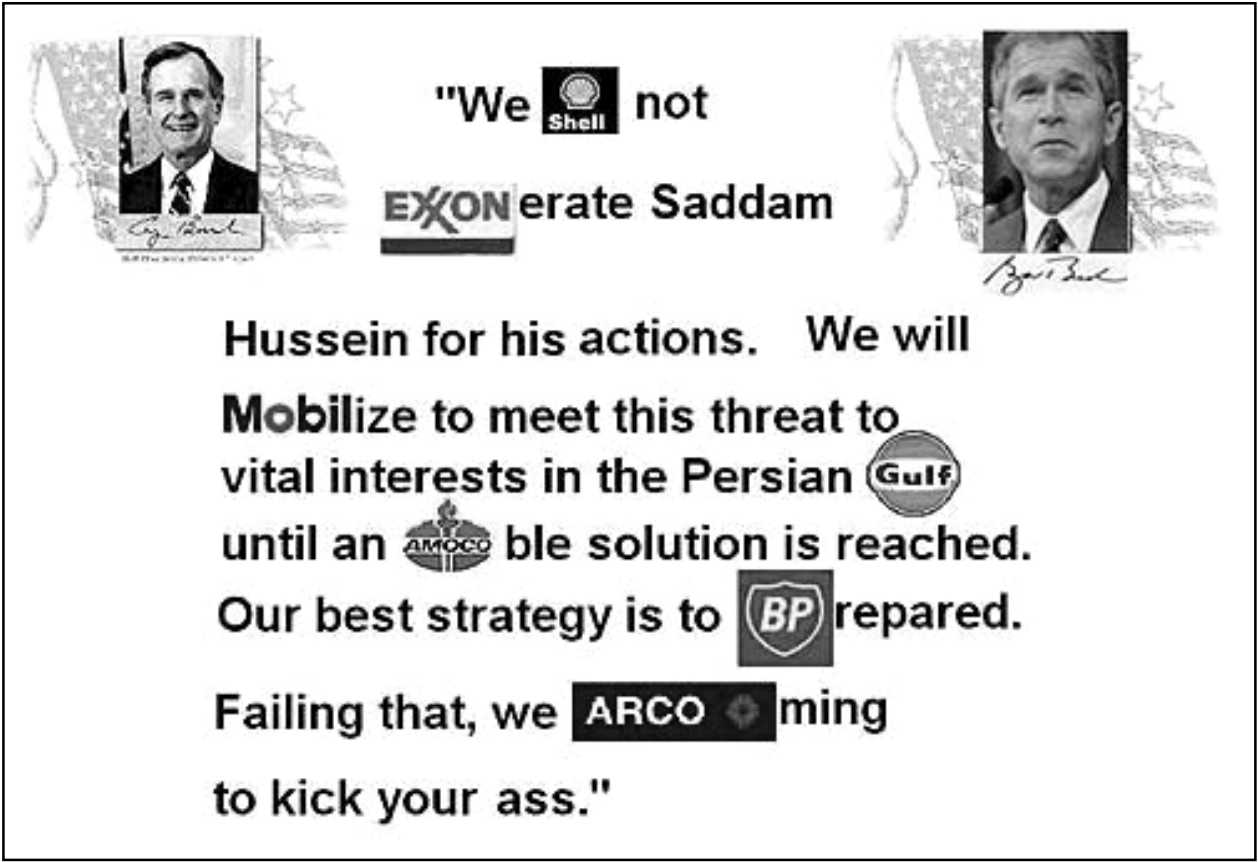 "We Shell not
EXXONerate Saddam
Hussein for his actions. We will
Mobilize to meet this threat to
vital interests in the Persian Gulf
until an AMOCO ble solution is reached.
Our best strategy is to BPrepared.
Failing that, we ARCO ming
to kick your ass."